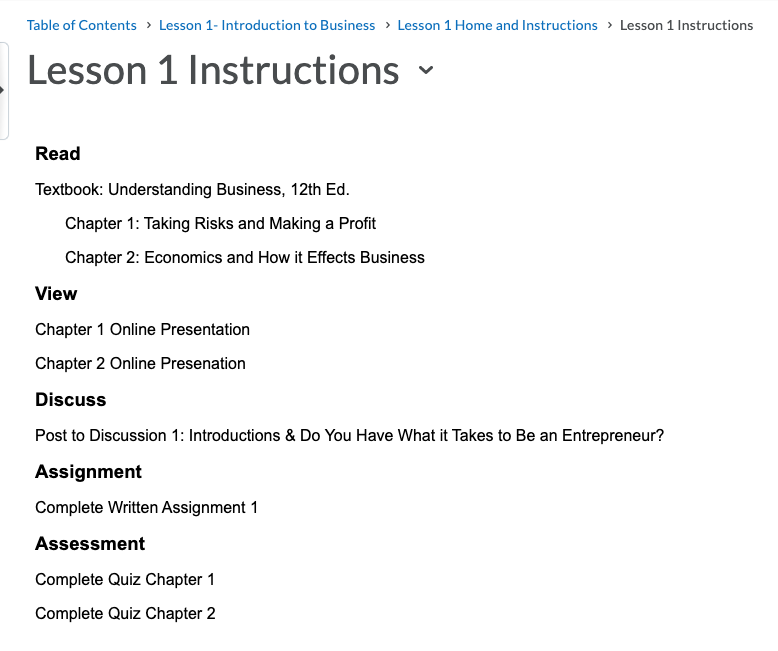 Table of Contents › Lesson 1- Introduction to Business › Lesson 1 Home and Instructions › Lesson 1 Instructions
Lesson 1 Instructions
Read
Textbook: Understanding Business, 12th Ed.
Chapter 1: Taking Risks and Making a Profit
Chapter 2: Economics and How it Effects Business
View
Chapter 1 Online Presentation
Chapter 2 Online Presenation
Discuss
Post to Discussion 1: Introductions & Do You Have What it Takes to Be an Entrepreneur?
Assignment
Complete Written Assignment 1
Assessment
Complete Quiz Chapter 1
Complete Quiz Chapter 2